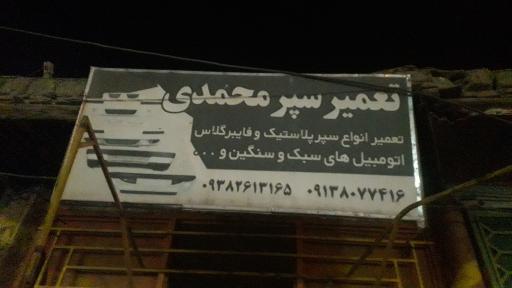 تعمیر سپر محمدی
تعمیر انواع سپر پلاستیک و فایبرگلاس
اتومبیل های سبک و سنگین و ...
۰۹۳۸۲۶۱۳۱۶۵ ۰۹۱۳۸۰۷۷۴۱۶